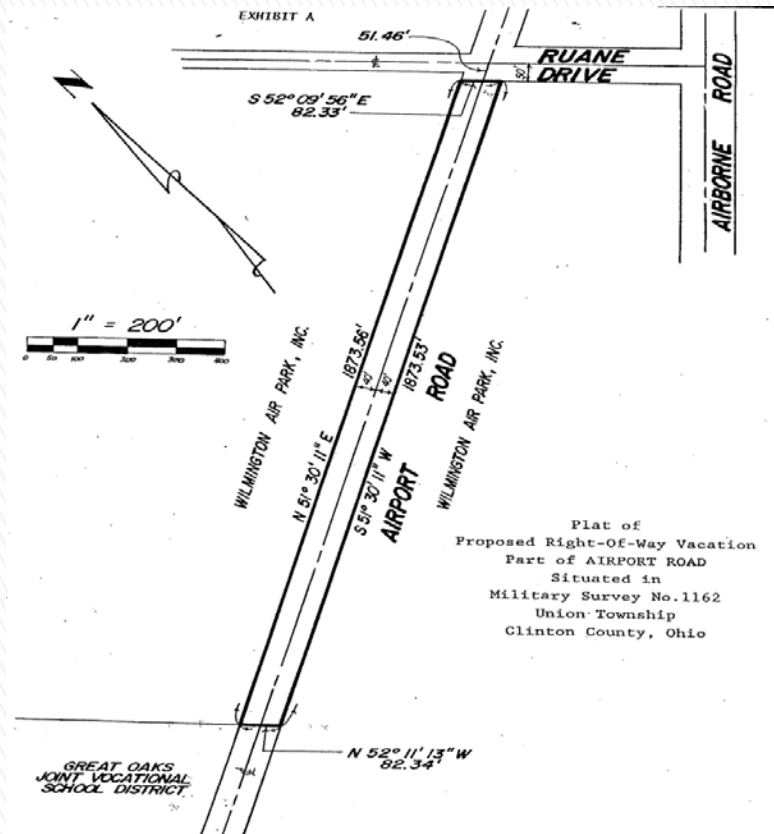 EXHIBIT A
51.46'
RUANE
DRIVE
50'
AIRBORNE ROAD
S 52° 09' 56" E
82.33'
N
1" = 200'
0 50 100 200 300 400
WILMINGTON AIR PARK, INC.
1873.56'
40' 40'
1873.53'
ROAD
WILMINGTON AIR PARK, INC.
N 51° 30' 11" E
S 51° 30' 11" W
AIRPORT
Plat of
Proposed Right-Of-Way Vacation
Part of AIRPORT ROAD
Situated in
Military Survey No.1162
Union Township
Clinton County, Ohio
N 52° 11' 13" W
82.34'
GREAT OAKS
JOINT VOCATIONAL
SCHOOL DISTRICT